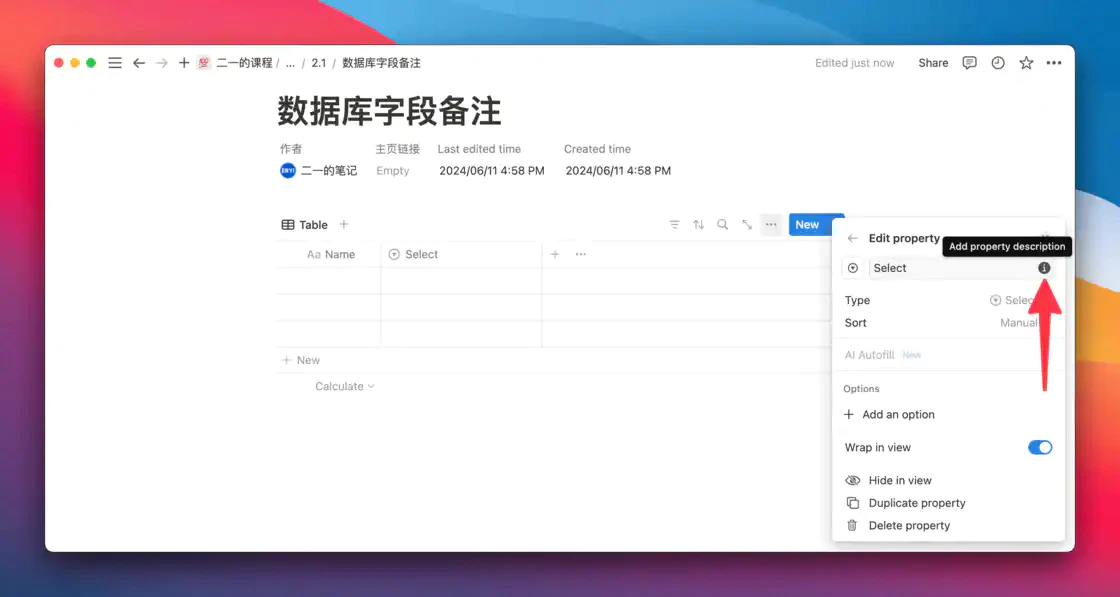 二一的课程 / ... / 2.1 / 数据库字段备注
Edited just now Share
数据库字段备注
作者 主页链接 Last edited time Created time
ENYI 二一的笔记 Empty 2024/06/11 4:58 PM 2024/06/11 4:58 PM
Table
New
Aa Name Select
New
Calculate
Edit property
Add property description
Select
Type Selec
Sort Manual
AI Autofill New
Options
Add an option
Wrap in view
Hide in view
Duplicate property
Delete property